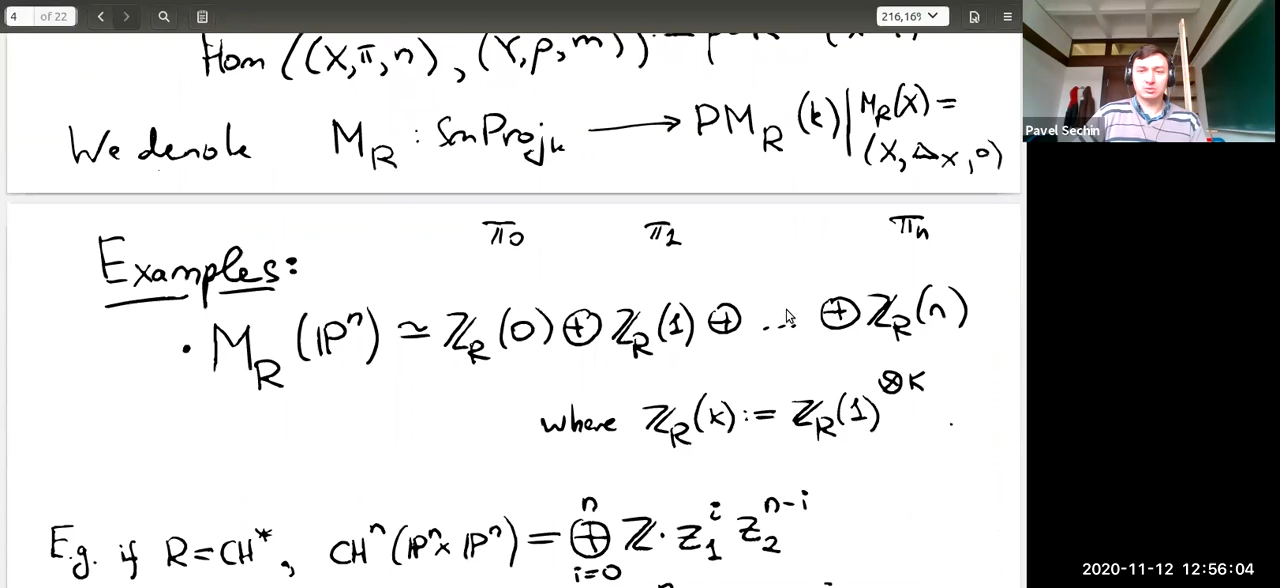 4 of 22 216,16%
Hom ((X,π,n), (Y,ρ,m))
Pavel Sechin
We denote M_R : SmProj_k → PM_R (k) | M_R(X) =
(X, Δ_X, 0)
π_0 π_1 π_n
Examples:
• M_R (ℙ^n) ≃ ℤ_R(0) ⊕ ℤ_R(1) ⊕ ... ⊕ ℤ_R(n)
where ℤ_R(k) := ℤ_R(1)^{⊗k} .
E.g. if R=CH^*, CH^n(ℙ^n × ℙ^n) = ⊕_{i=0}^{n} ℤ · z_1^i z_2^{n-i}
2020-11-12 12:56:04